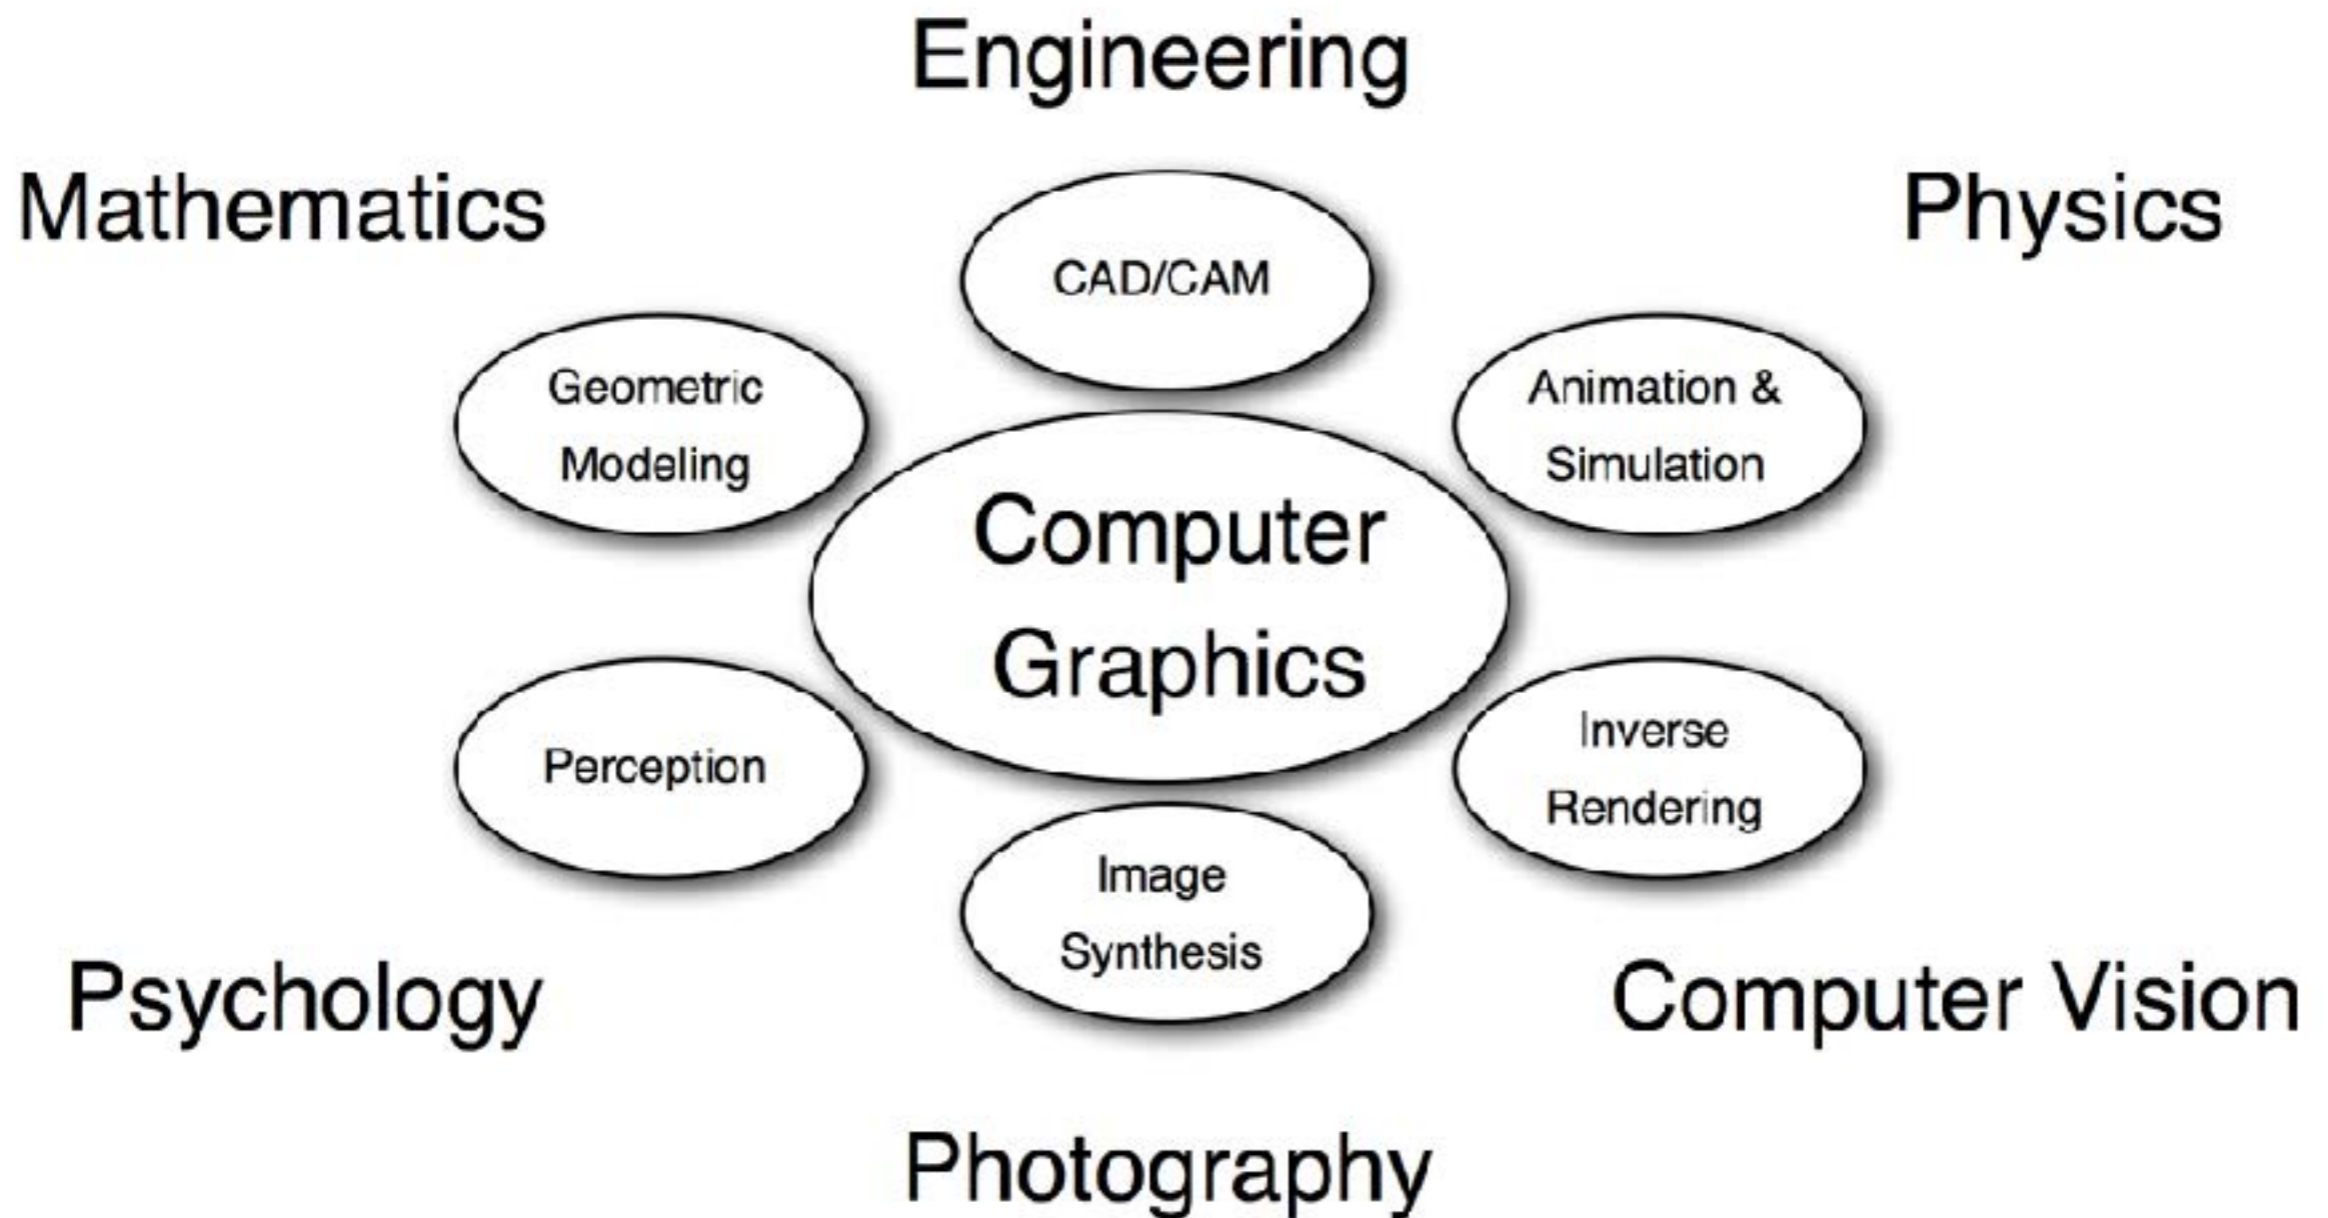 Engineering
Mathematics
Physics
CAD/CAM
Geometric
Modeling
Animation &
Simulation
Computer
Graphics
Perception
Inverse
Rendering
Image
Synthesis
Psychology
Computer Vision
Photography